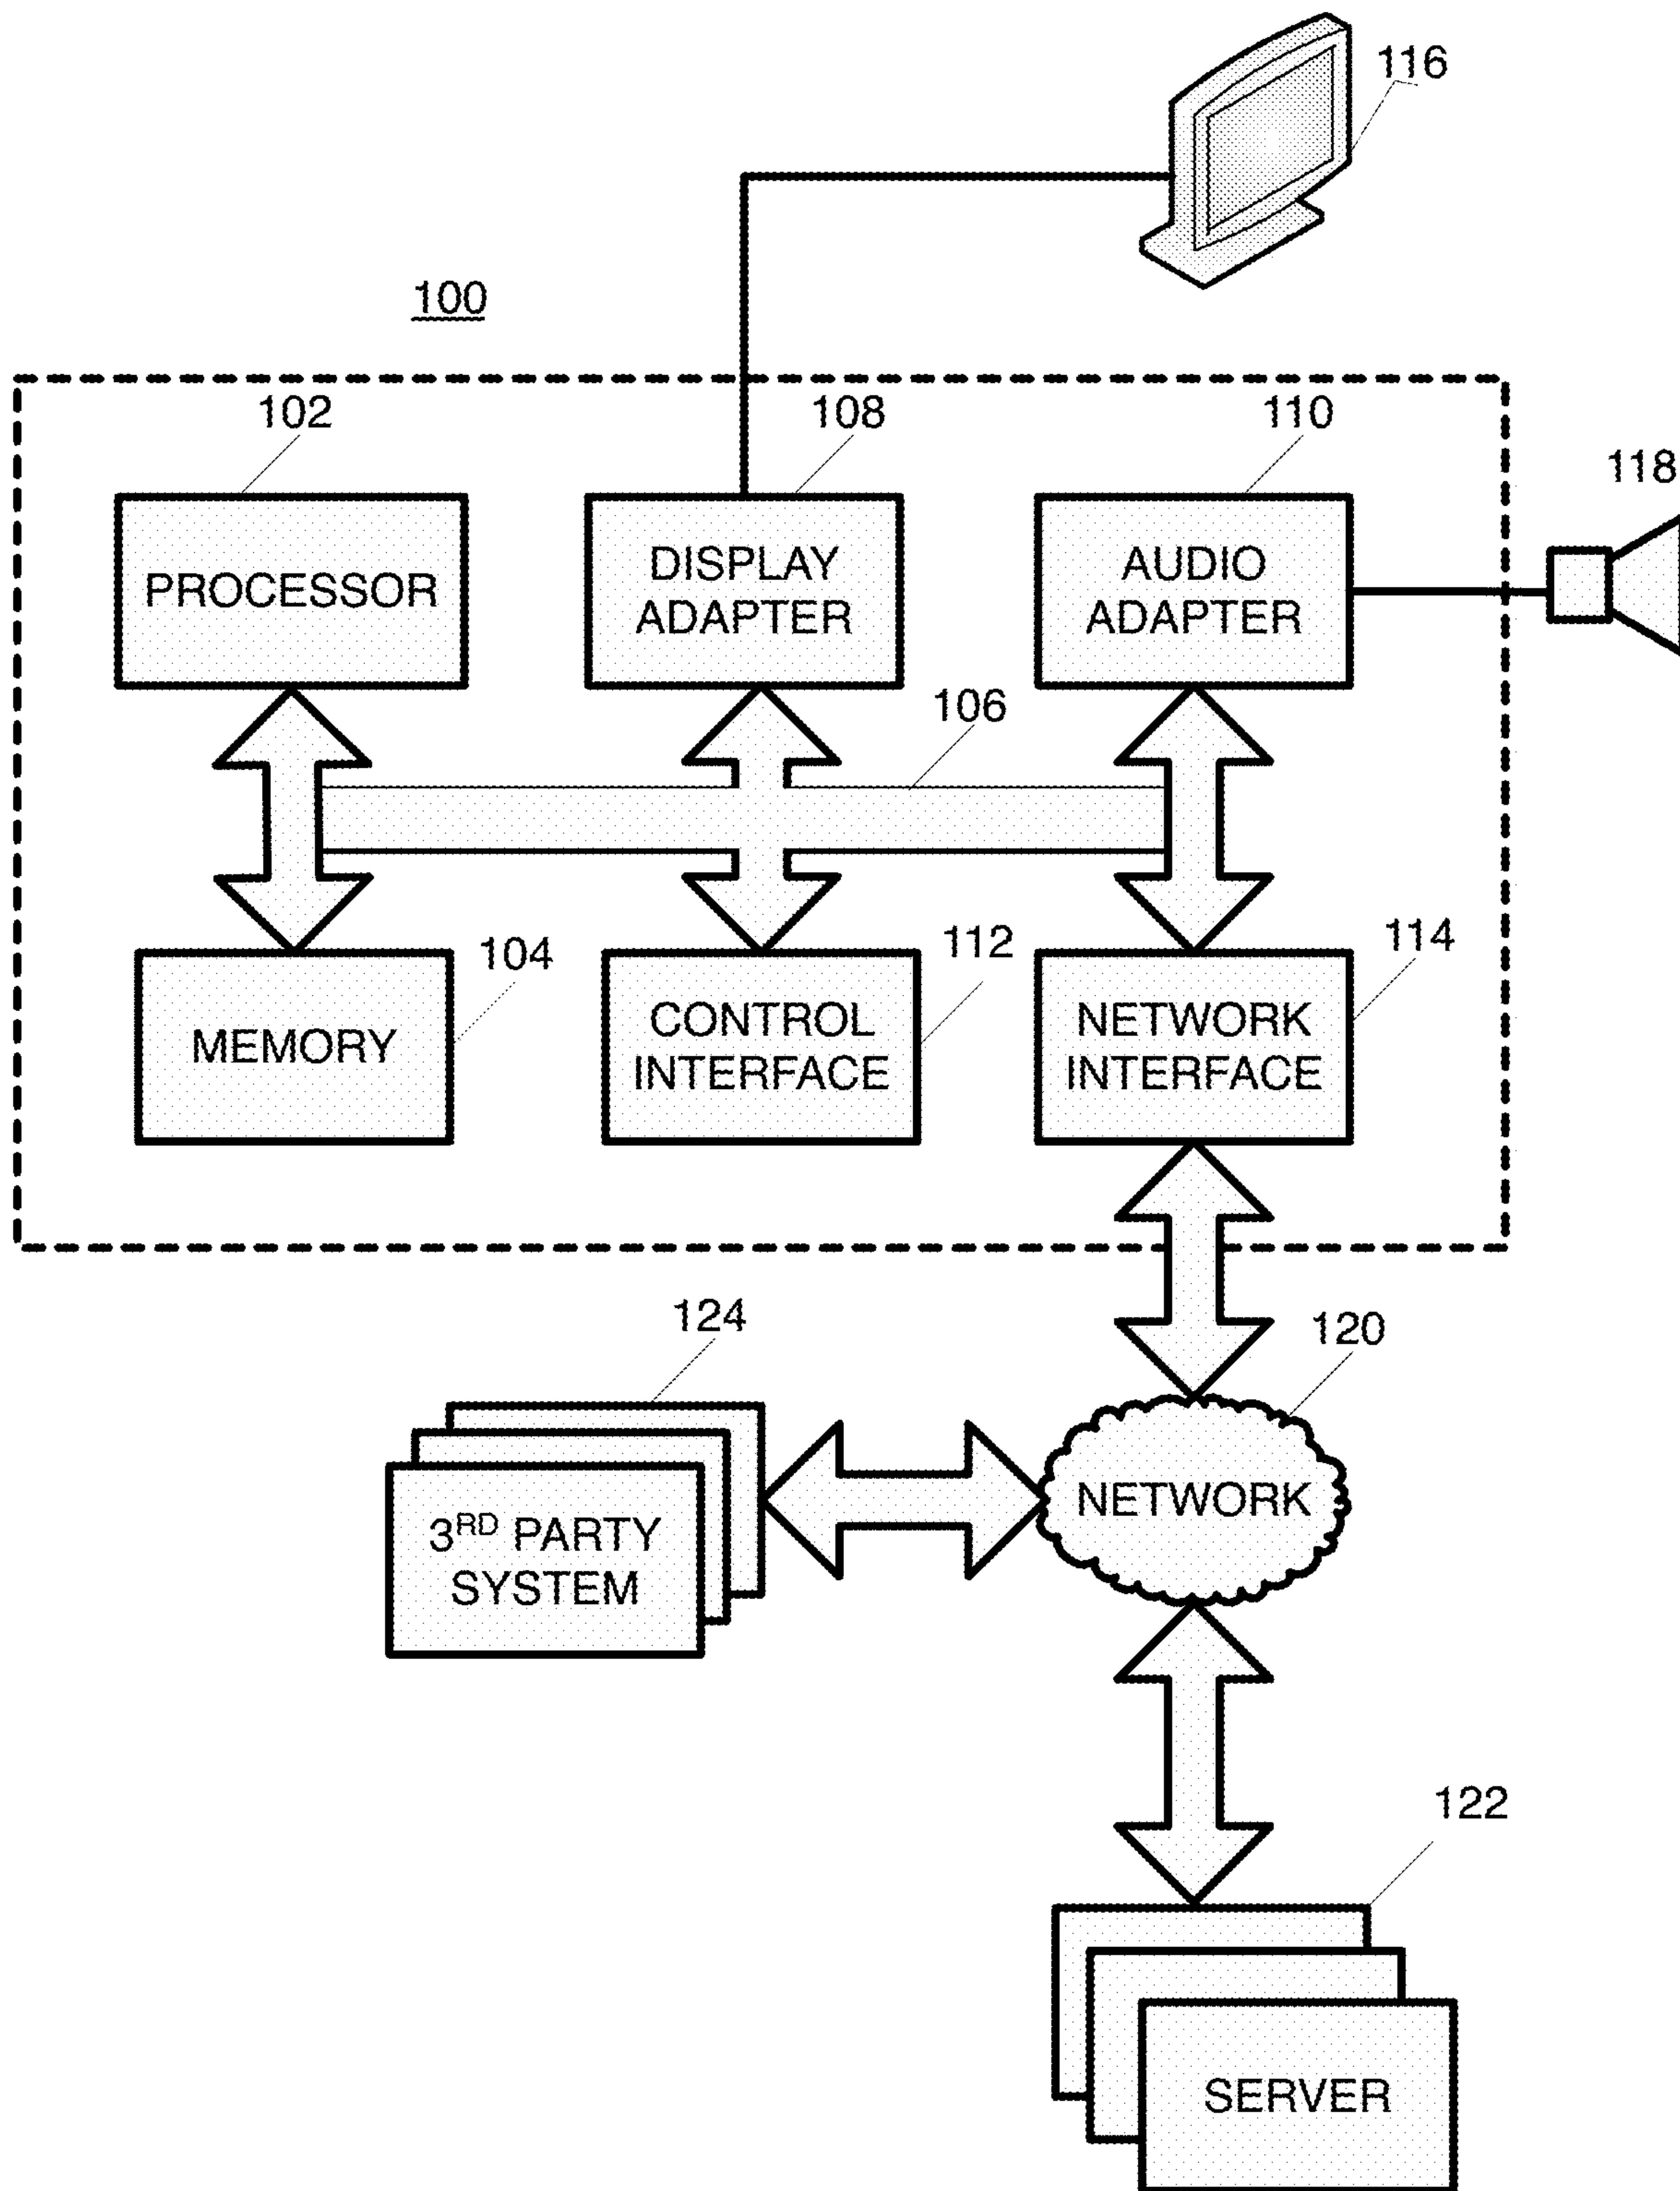 116
100
102
108
110
118
PROCESSOR
DISPLAY
ADAPTER
AUDIO
ADAPTER
106
104
112
114
MEMORY
CONTROL
INTERFACE
NETWORK
INTERFACE
124
120
3RD PARTY
SYSTEM
NETWORK
122
SERVER